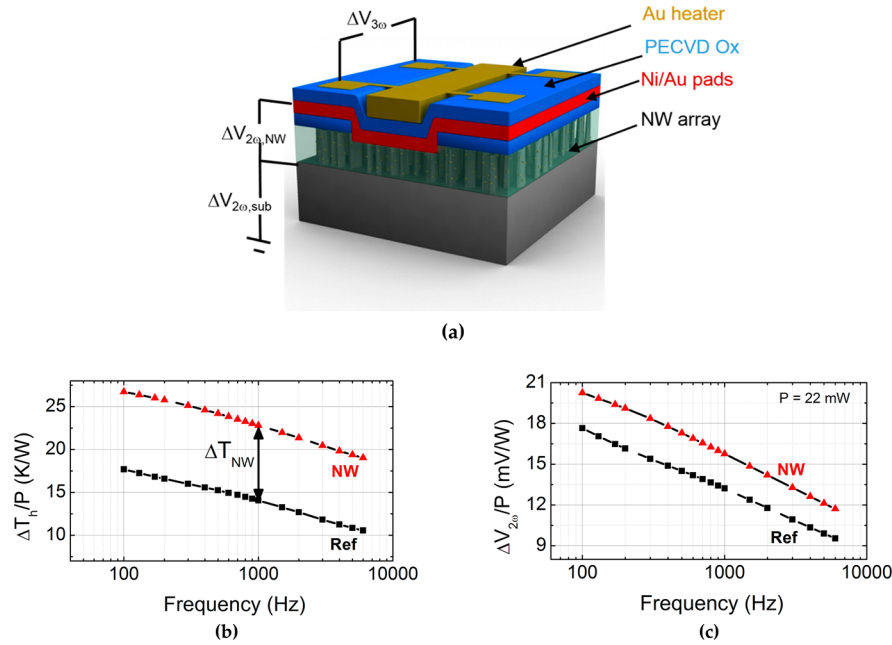 ΔV3ω
Au heater
PECVD Ox
Ni/Au pads
NW array
ΔV2ω,NW
ΔV2ω,sub
(a)
25
20
15
10
ΔTh/P (K/W)
ΔTNW
NW
Ref
100
1000
10000
Frequency (Hz)
(b)
21
18
15
12
9
ΔV2ω/P (mV/W)
P = 22 mW
NW
Ref
100
1000
10000
Frequency (Hz)
(c)